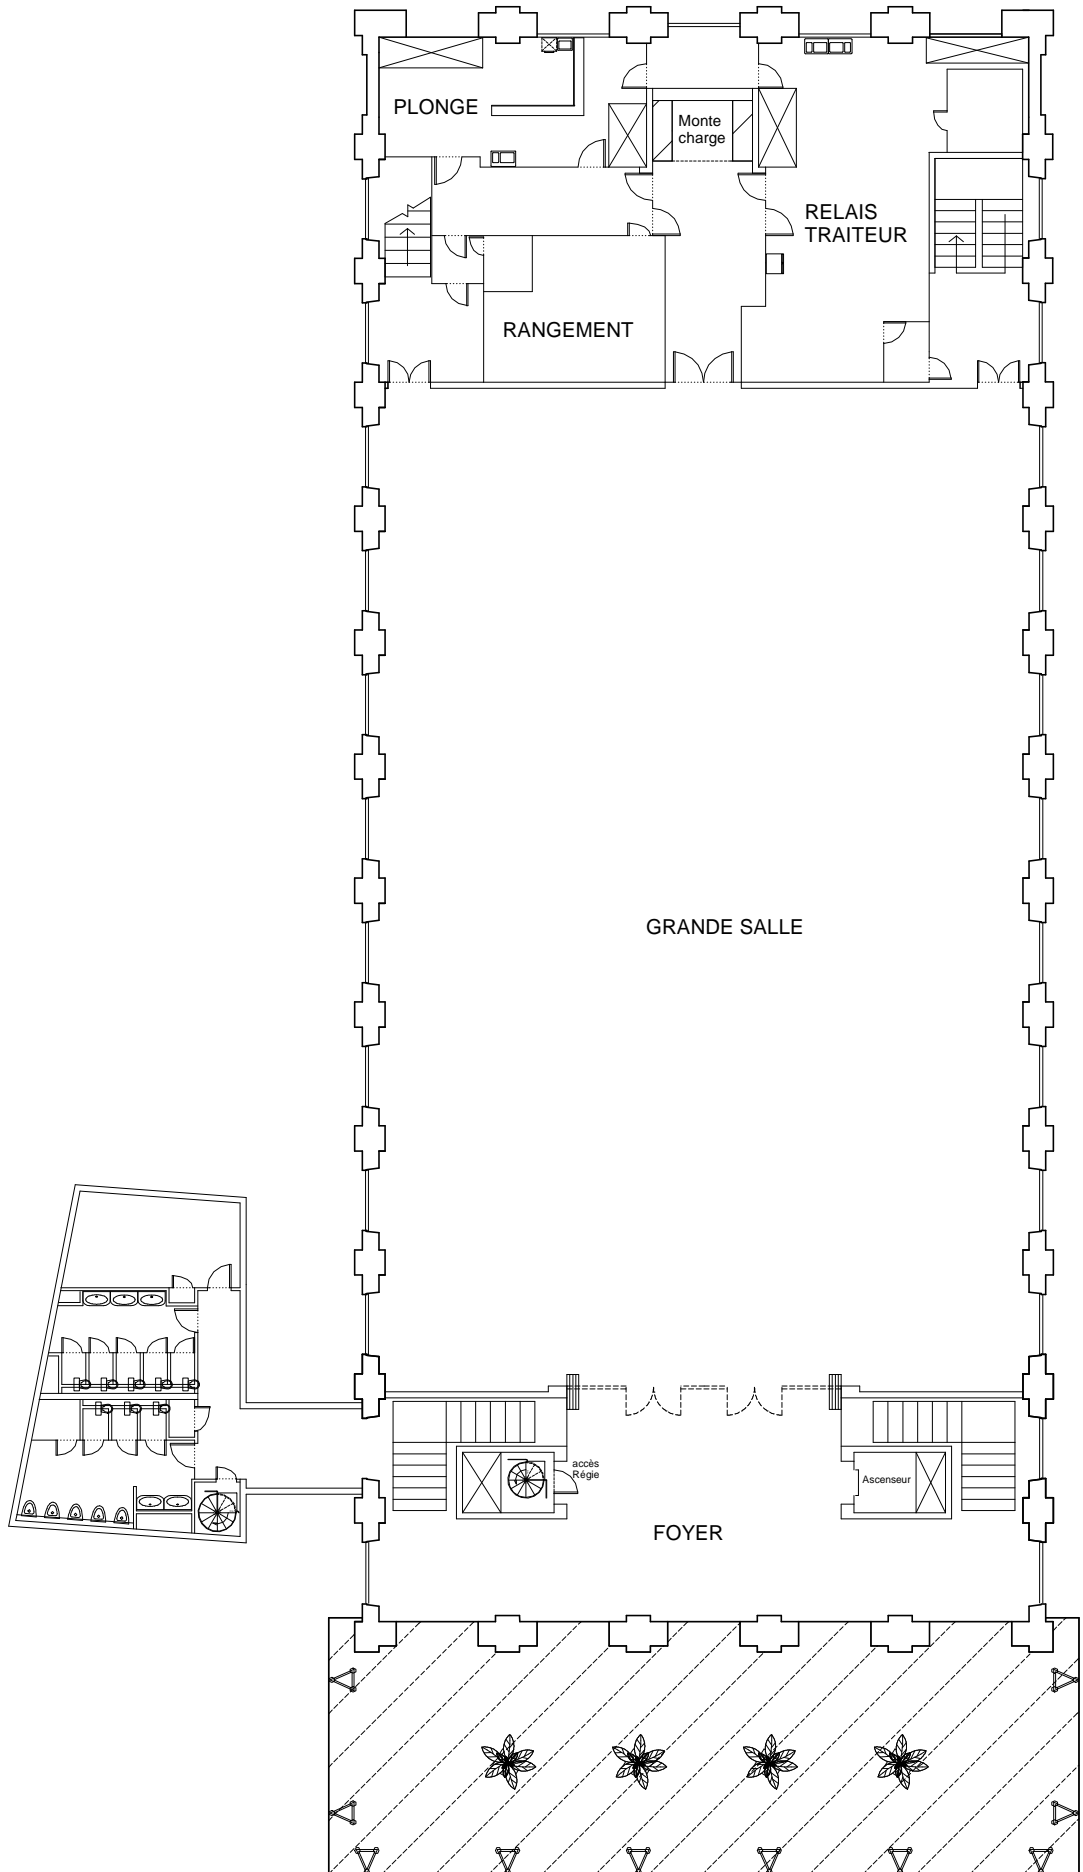 PLONGE
Monte
charge
RELAIS
TRAITEUR
RANGEMENT
GRANDE SALLE
accès
Régie
Ascenseur
FOYER